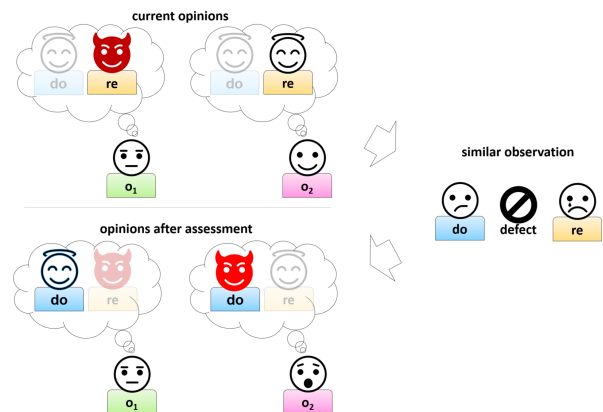 current opinions
do re do re
o₁ o₂
similar observation
do defect re
opinions after assessment
do re do re
o₁ o₂